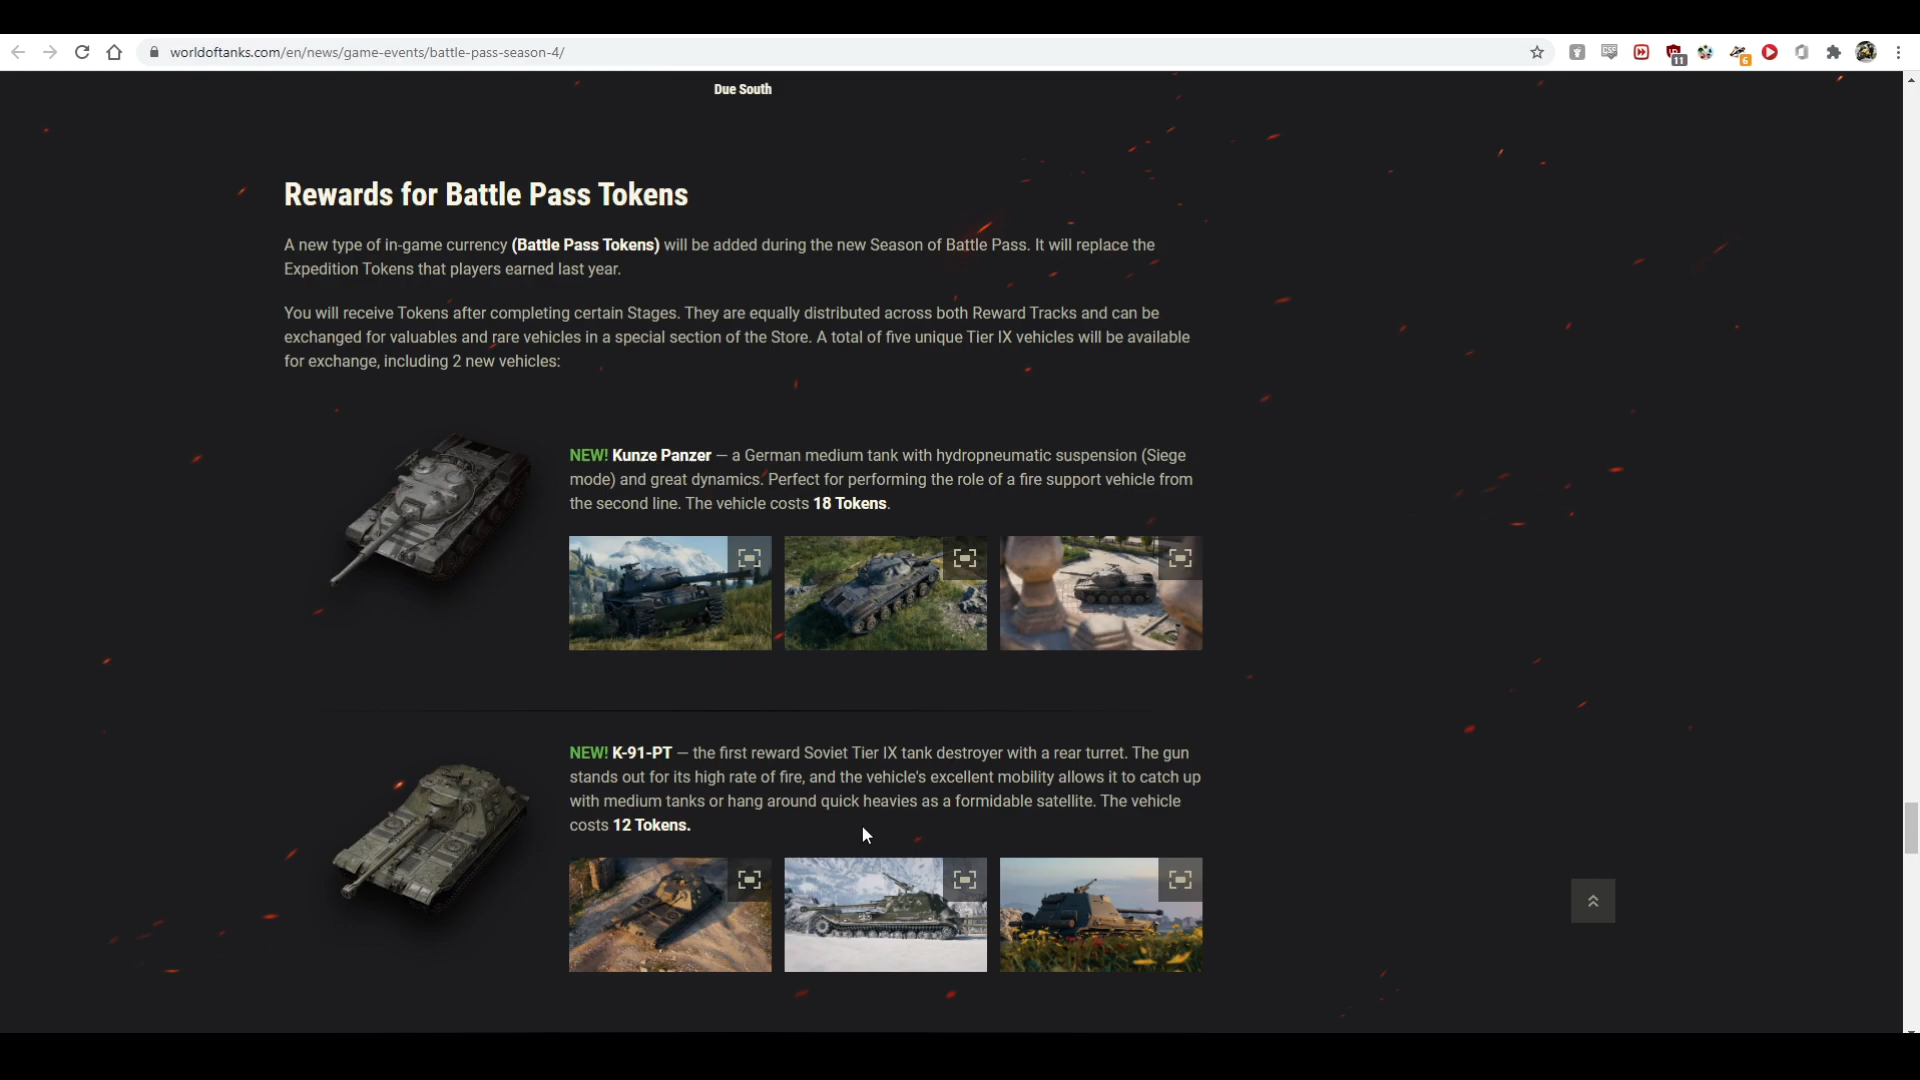 worldoftanks.com/en/news/game-events/battle-pass-season-4/
11
6
Due South
Rewards for Battle Pass Tokens
A new type of in-game currency (Battle Pass Tokens) will be added during the new Season of Battle Pass. It will replace the
Expedition Tokens that players earned last year.
You will receive Tokens after completing certain Stages. They are equally distributed across both Reward Tracks and can be
exchanged for valuables and rare vehicles in a special section of the Store. A total of five unique Tier IX vehicles will be available
for exchange, including 2 new vehicles:
NEW! Kunze Panzer — a German medium tank with hydropneumatic suspension (Siege
mode) and great dynamics. Perfect for performing the role of a fire support vehicle from
the second line. The vehicle costs 18 Tokens.
NEW! K-91-PT — the first reward Soviet Tier IX tank destroyer with a rear turret. The gun
stands out for its high rate of fire, and the vehicle's excellent mobility allows it to catch up
with medium tanks or hang around quick heavies as a formidable satellite. The vehicle
costs 12 Tokens.